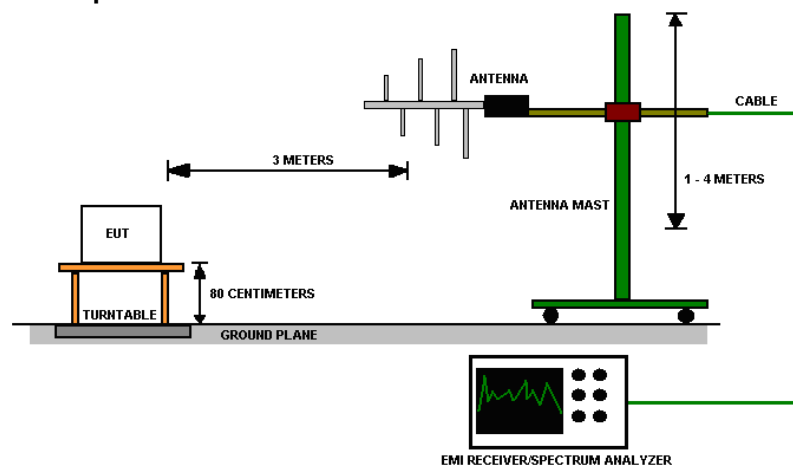 ANTENNA
CABLE
3 METERS
1 - 4 METERS
ANTENNA MAST
EUT
80 CENTIMETERS
TURNTABLE
GROUND PLANE
EMI RECEIVER/SPECTRUM ANALYZER